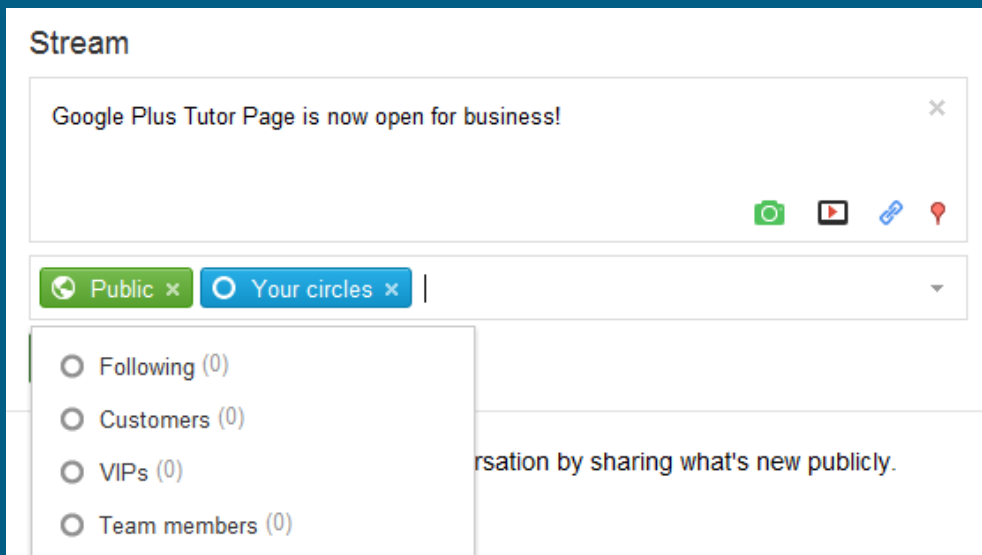 Stream
Google Plus Tutor Page is now open for business!
Public × Your circles ×
Following (0)
Customers (0)
VIPs (0)
rsation by sharing what's new publicly.
Team members (0)